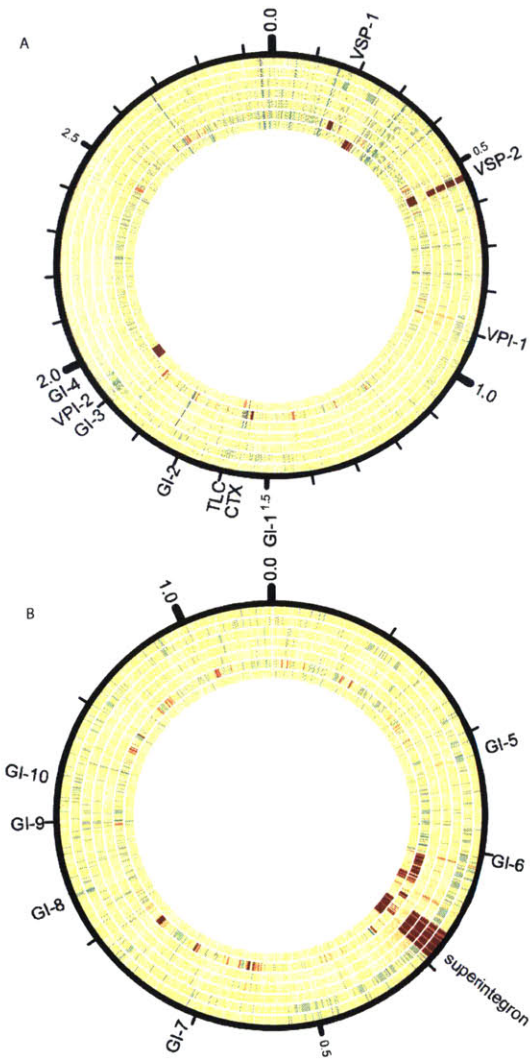 A
0.0
VSP-1
0.5
VSP-2
VPI-1
1.0
1.5
GI-1
CTX
TLC
GI-2
GI-3
VPI-2
GI-4
2.0
2.5
B
0.0
GI-5
GI-6
superintegron
0.5
GI-7
GI-8
GI-9
GI-10
1.0